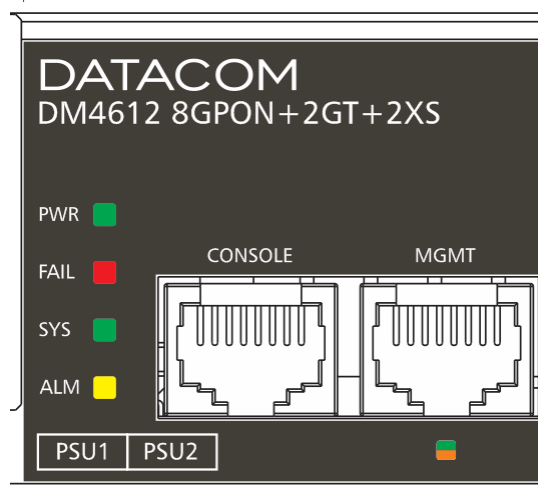 DATACOM
DM4612 8GPON+2GT+2XS
PWR
FAIL
SYS
ALM
CONSOLE
MGMT
PSU1
PSU2